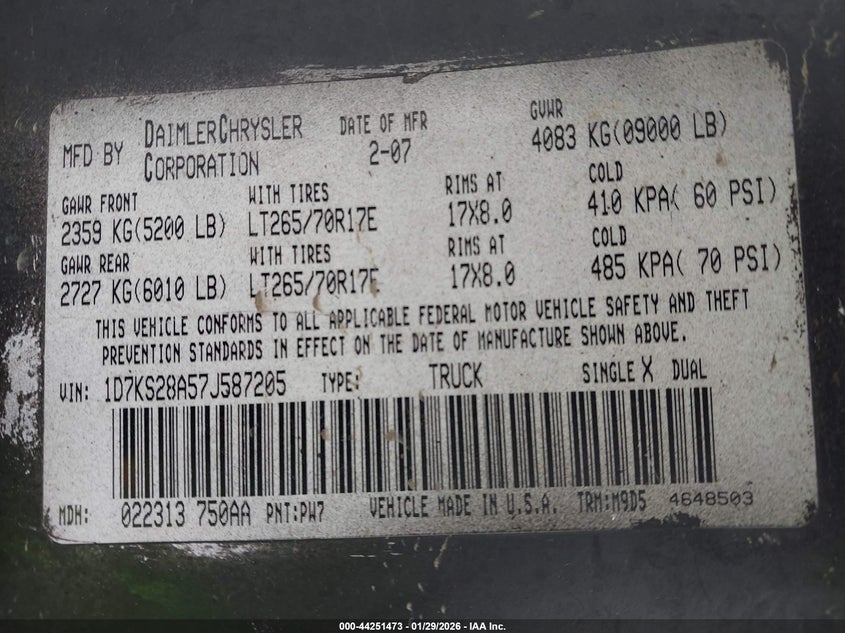 MFD BY DAIMLERCHRYSLER CORPORATION DATE OF MFR 2-07 GVWR 4083 KG(09000 LB)
GAWR FRONT WITH TIRES RIMS AT COLD
2359 KG(5200 LB) LT265/70R17E 17X8.0 410 KPA( 60 PSI)
GAWR REAR WITH TIRES RIMS AT COLD
2727 KG(6010 LB) LT265/70R17E 17X8.0 485 KPA( 70 PSI)
THIS VEHICLE CONFORMS TO ALL APPLICABLE FEDERAL MOTOR VEHICLE SAFETY AND THEFT
PREVENTION STANDARDS IN EFFECT ON THE DATE OF MANUFACTURE SHOWN ABOVE.
VIN: 1D7KS28A57J587205 TYPE: TRUCK SINGLE X DUAL
MDH: 022313 750AA PNT:PW7 VEHICLE MADE IN U.S.A. TRM:M9D5 4648503
000-44251473 - 01/29/2026 - IAA Inc.